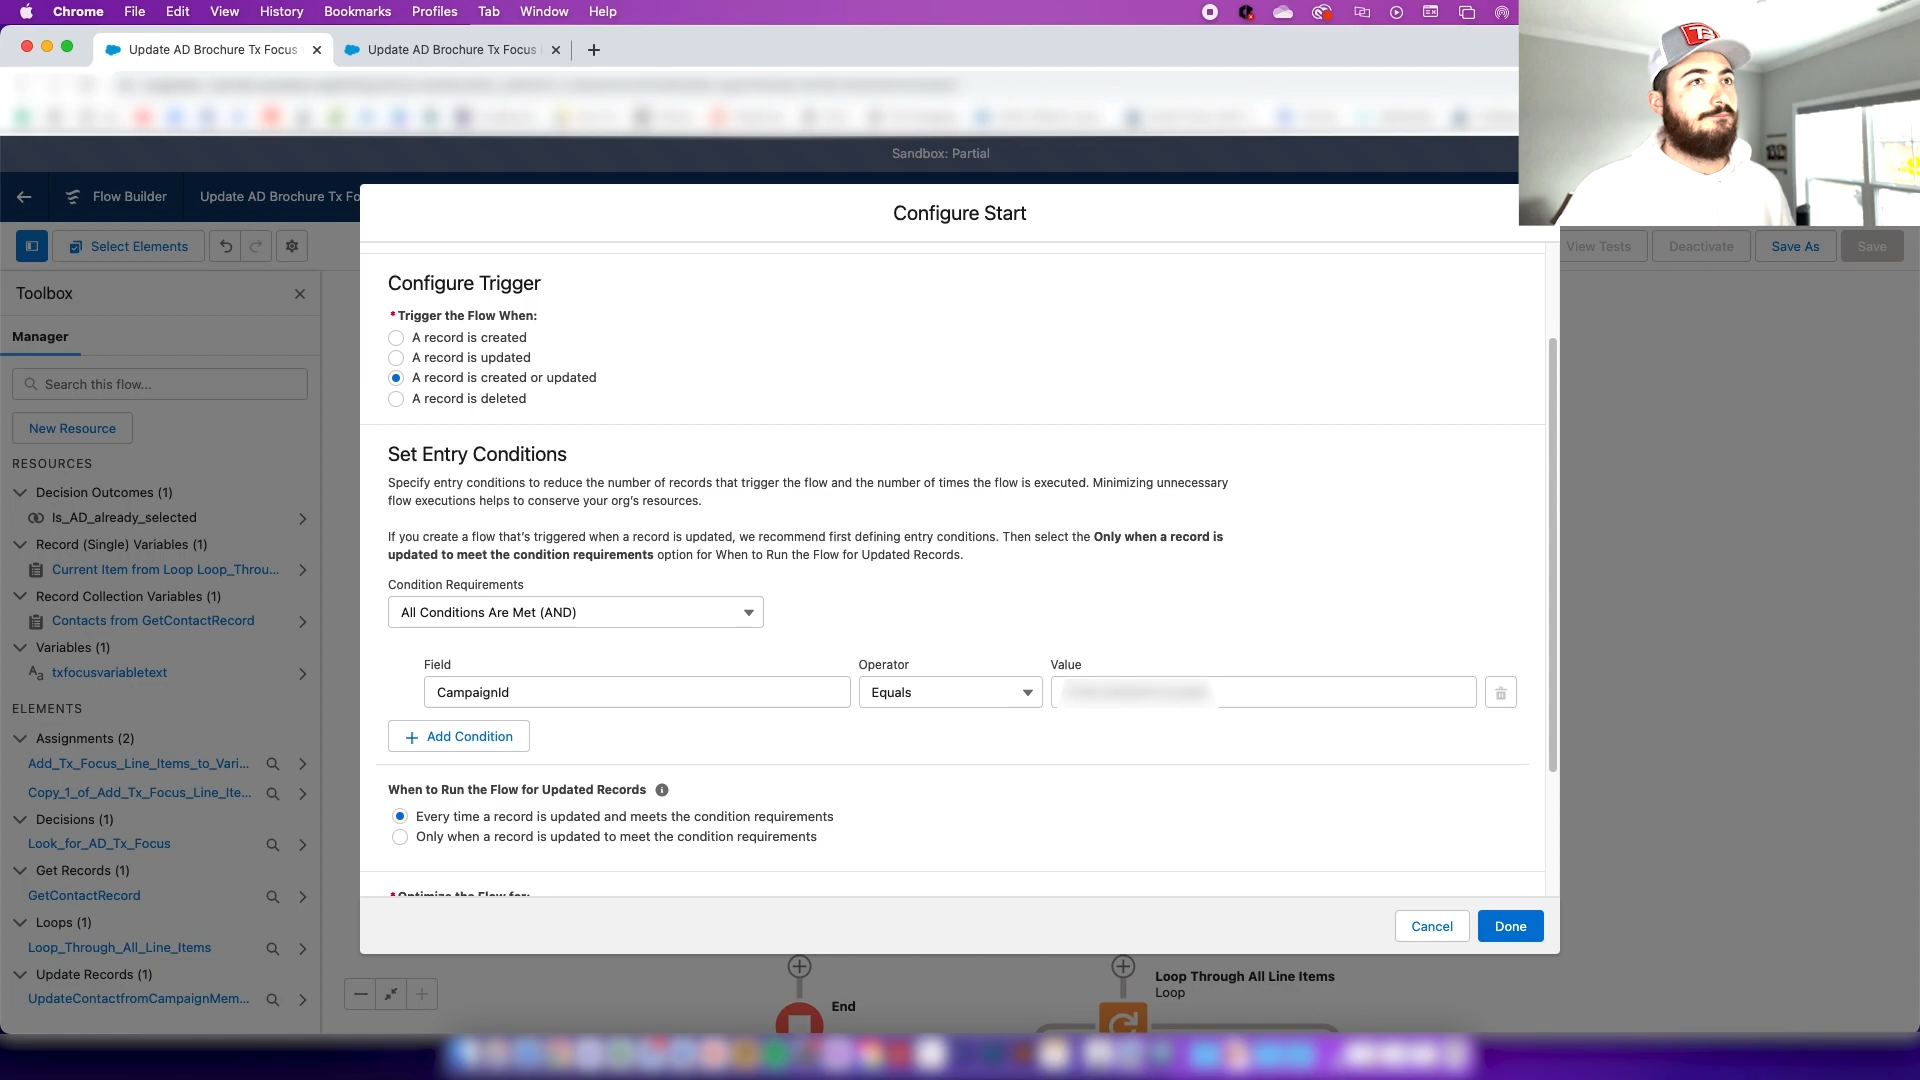 Chrome File Edit View History Bookmarks Profiles Tab Window Help
Update AD Brochure Tx Focus
Update AD Brochure Tx Focus
Sandbox: Partial
Flow Builder
Update AD Brochure Tx Fo
Select Elements
View Tests
Deactivate
Save As
Save
Toolbox
Manager
Search this flow...
New Resource
RESOURCES
Decision Outcomes (1)
Is_AD_already_selected
Record (Single) Variables (1)
Current Item from Loop Loop_Throu...
Record Collection Variables (1)
Contacts from GetContactRecord
Variables (1)
Aa txfocusvariabletext
ELEMENTS
Assignments (2)
Add_Tx_Focus_Line_Items_to_Vari...
Copy_1_of_Add_Tx_Focus_Line_Ite...
Decisions (1)
Look_for_AD_Tx_Focus
Get Records (1)
GetContactRecord
Loops (1)
Loop_Through_All_Line_Items
Update Records (1)
UpdateContactfromCampaignMem...
Configure Start
Configure Trigger
*Trigger the Flow When:
A record is created
A record is updated
A record is created or updated
A record is deleted
Set Entry Conditions
Specify entry conditions to reduce the number of records that trigger the flow and the number of times the flow is executed. Minimizing unnecessary
flow executions helps to conserve your org's resources.
If you create a flow that's triggered when a record is updated, we recommend first defining entry conditions. Then select the Only when a record is
updated to meet the condition requirements option for When to Run the Flow for Updated Records.
Condition Requirements
All Conditions Are Met (AND)
Field
Operator
Value
CampaignId
Equals
Add Condition
When to Run the Flow for Updated Records
Every time a record is updated and meets the condition requirements
Only when a record is updated to meet the condition requirements
*Optimize the Flow for:
Cancel
Done
End
Loop Through All Line Items
Loop